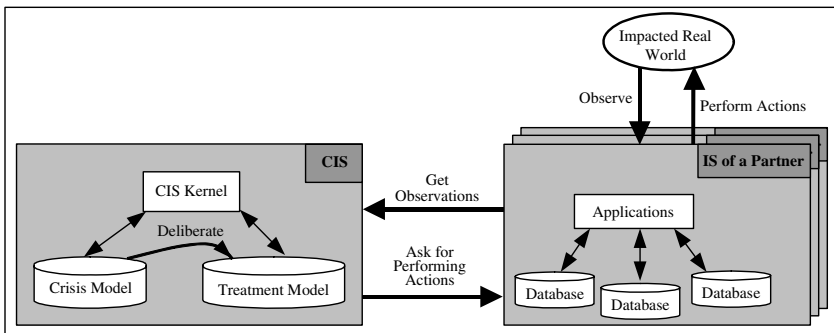 Impacted Real
World
Observe
Perform Actions
CIS
IS of a Partner
CIS Kernel
Get
Observations
Applications
Deliberate
Ask for
Performing
Actions
Crisis Model
Treatment Model
Database
Database
Database